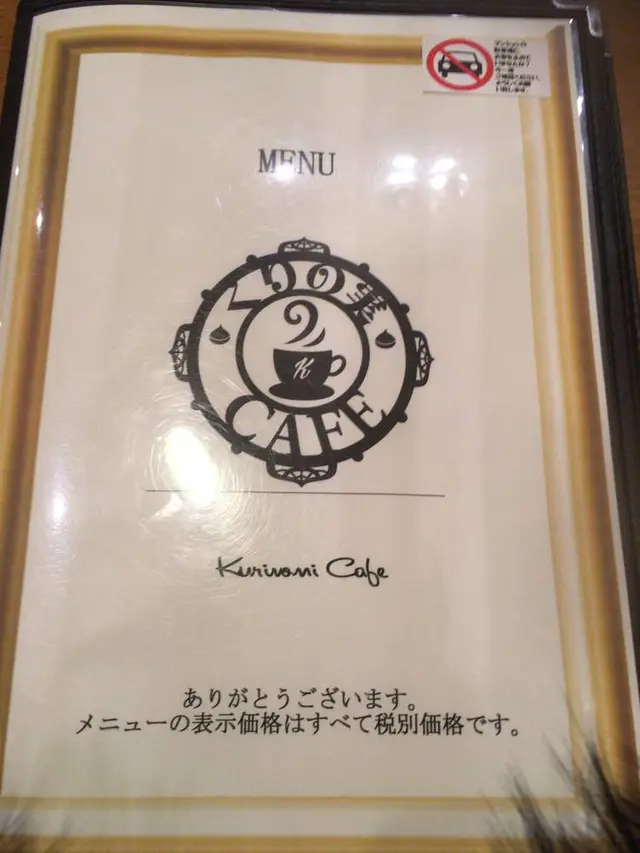 MENU
くりの実
K
CAFE
Kurinomi Cafe
ありがとうございます。
メニューの表示価格はすべて税別価格です。